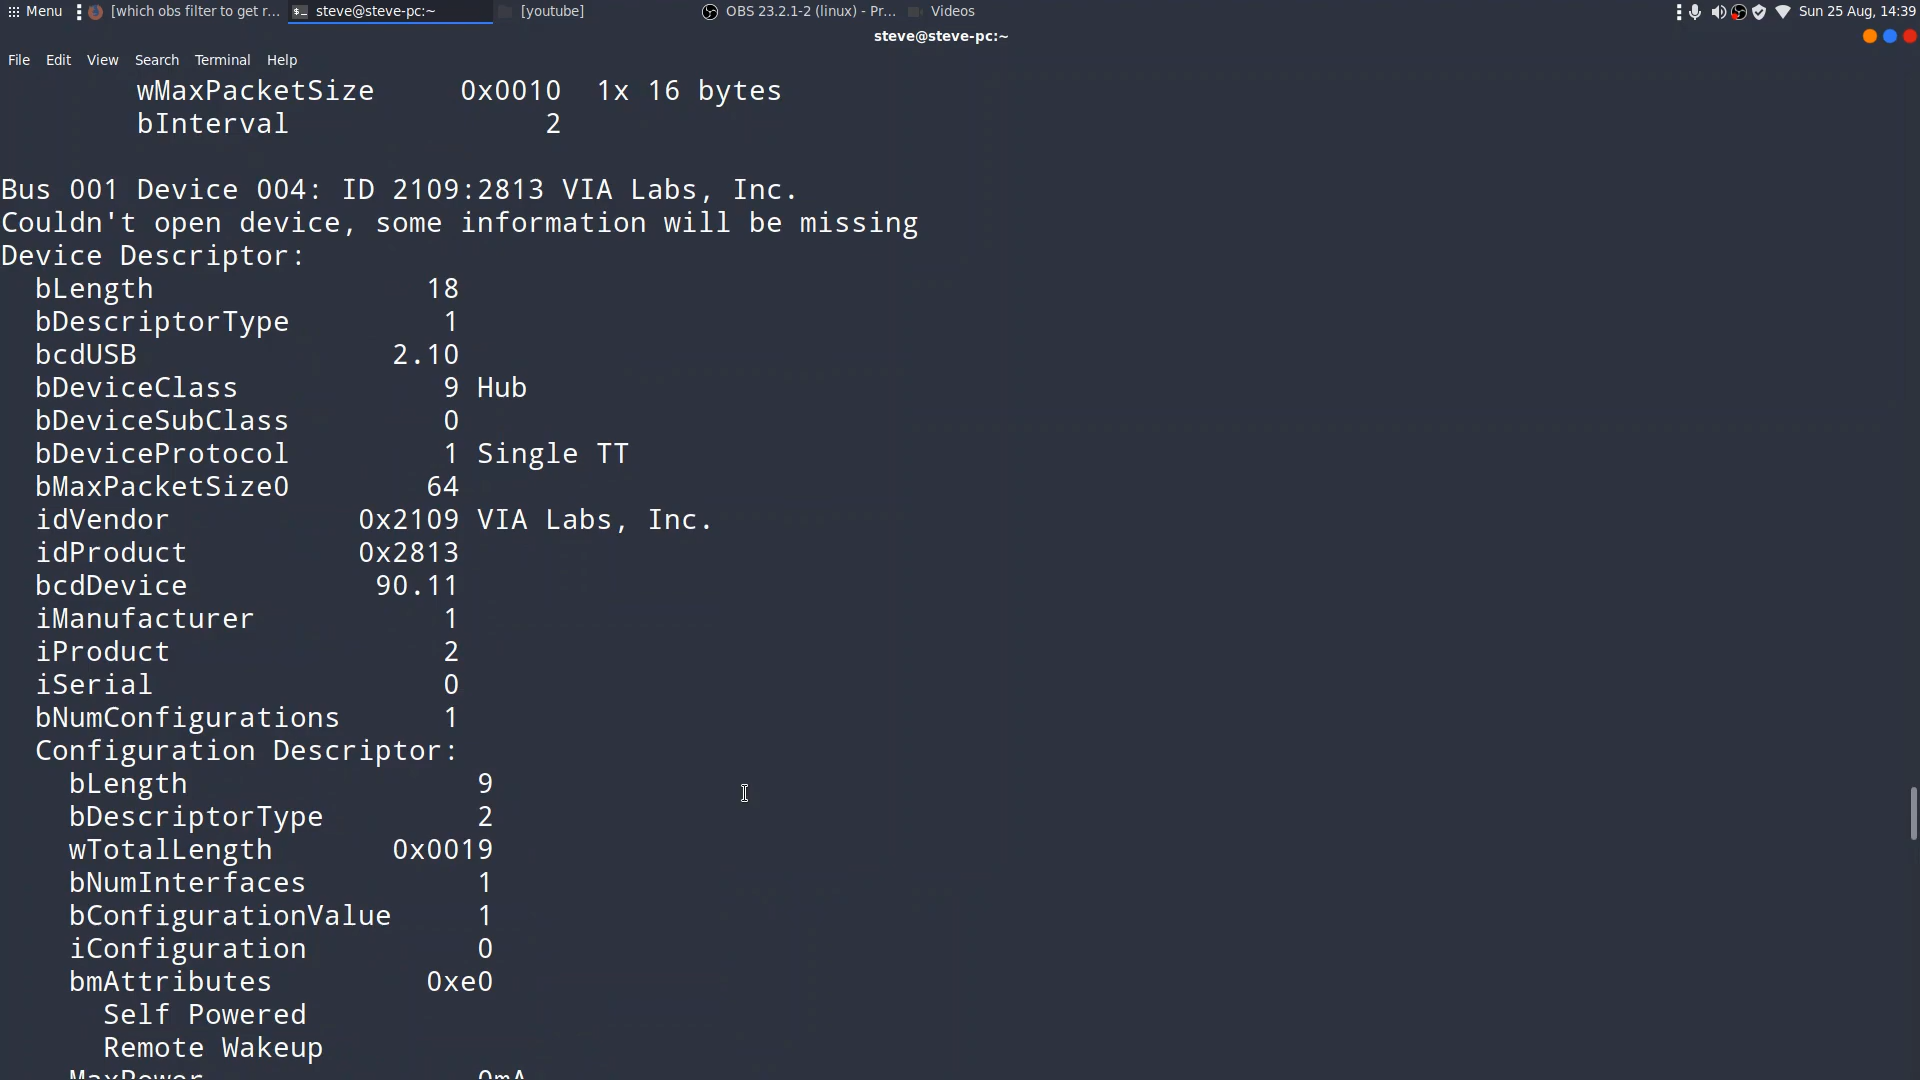 Menu
[which obs filter to get r...
steve@steve-pc:~
[youtube]
OBS 23.2.1-2 (linux) - Pr...
Videos
Sun 25 Aug, 14:39
steve@steve-pc:~
File Edit View Search Terminal Help
wMaxPacketSize 0x0010 1x 16 bytes
bInterval 2
Bus 001 Device 004: ID 2109:2813 VIA Labs, Inc.
Couldn't open device, some information will be missing
Device Descriptor:
bLength 18
bDescriptorType 1
bcdUSB 2.10
bDeviceClass 9 Hub
bDeviceSubClass 0
bDeviceProtocol 1 Single TT
bMaxPacketSize0 64
idVendor 0x2109 VIA Labs, Inc.
idProduct 0x2813
bcdDevice 90.11
iManufacturer 1
iProduct 2
iSerial 0
bNumConfigurations 1
Configuration Descriptor:
bLength 9
bDescriptorType 2
wTotalLength 0x0019
bNumInterfaces 1
bConfigurationValue 1
iConfiguration 0
bmAttributes 0xe0
Self Powered
Remote Wakeup
MaxPower 0mA